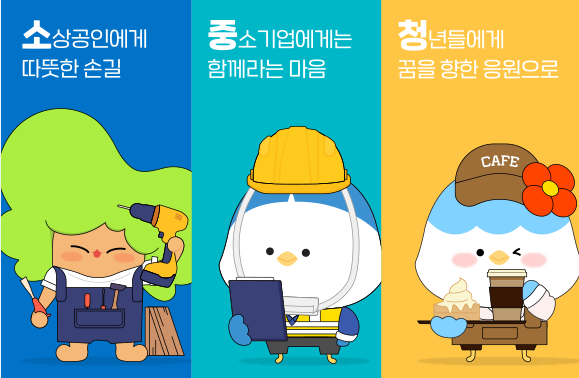 소상공인에게
따뜻한 손길
중소기업에게는
함께라는 마음
청년들에게
꿈을 향한 응원으로
CAFE